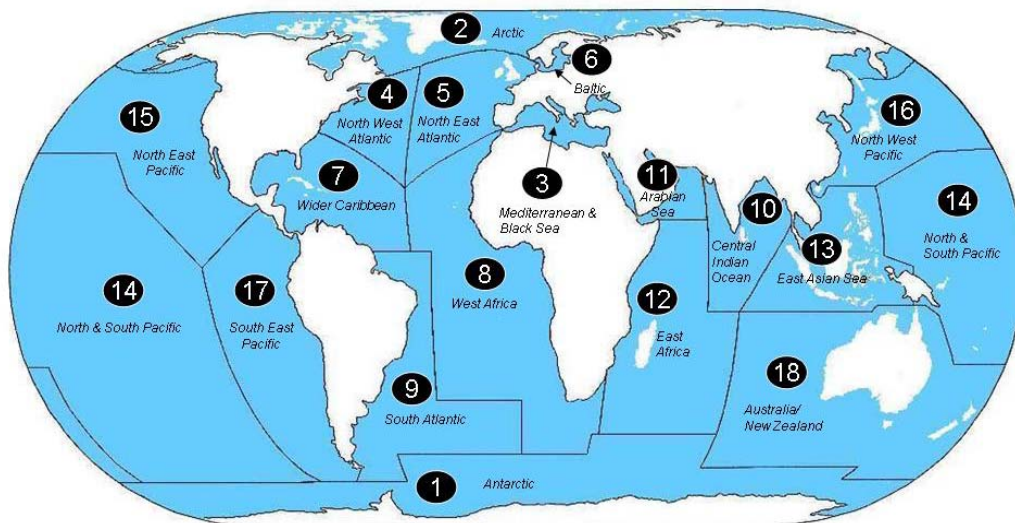 2
Arctic
6
Baltic
4
North West
Atlantic
5
North East
Atlantic
15
North East
Pacific
16
North West
Pacific
7
Wider Caribbean
3
Mediterranean &
Black Sea
11
Arabian
Sea
10
Central
Indian
Ocean
13
East Asian Sea
14
North &
South Pacific
14
North & South Pacific
17
South East
Pacific
8
West Africa
12
East
Africa
9
South Atlantic
18
Australia/
New Zealand
1
Antarctic